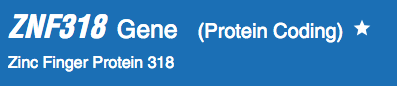 ZNF318 Gene (Protein Coding)
Zinc Finger Protein 318